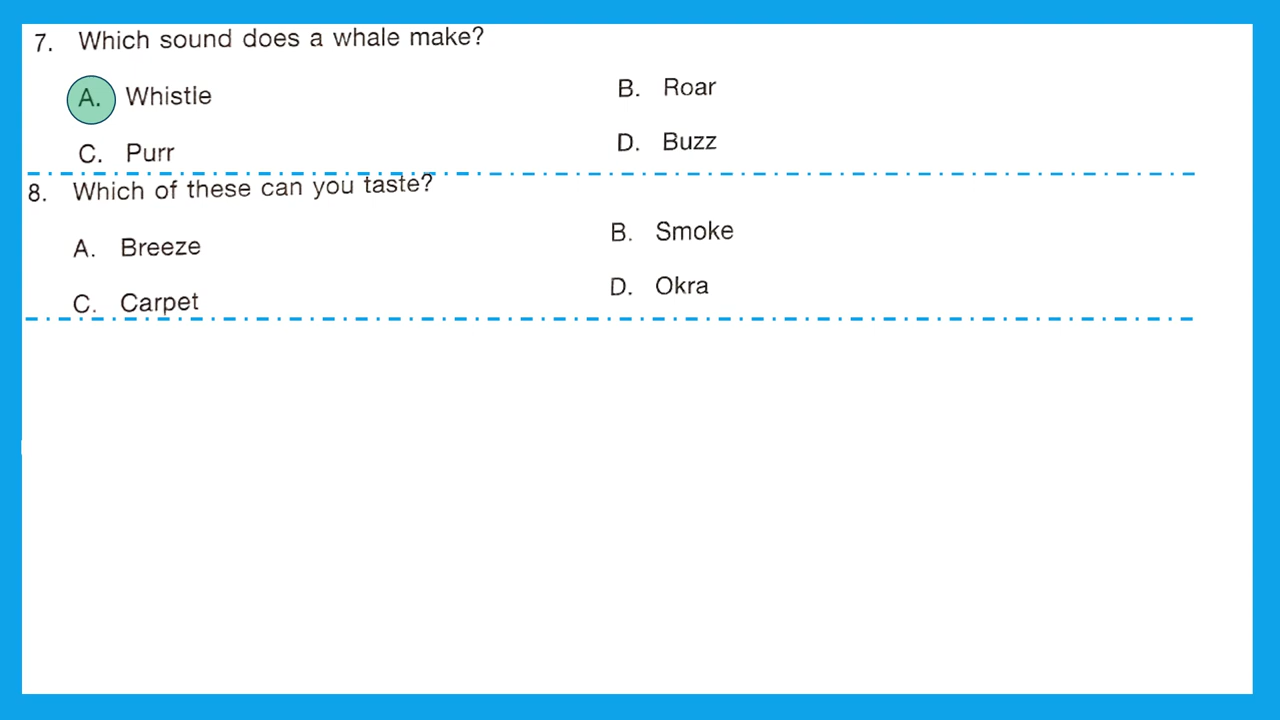 7. Which sound does a whale make?
A. Whistle
B. Roar
C. Purr
D. Buzz
8. Which of these can you taste?
A. Breeze
B. Smoke
C. Carpet
D. Okra